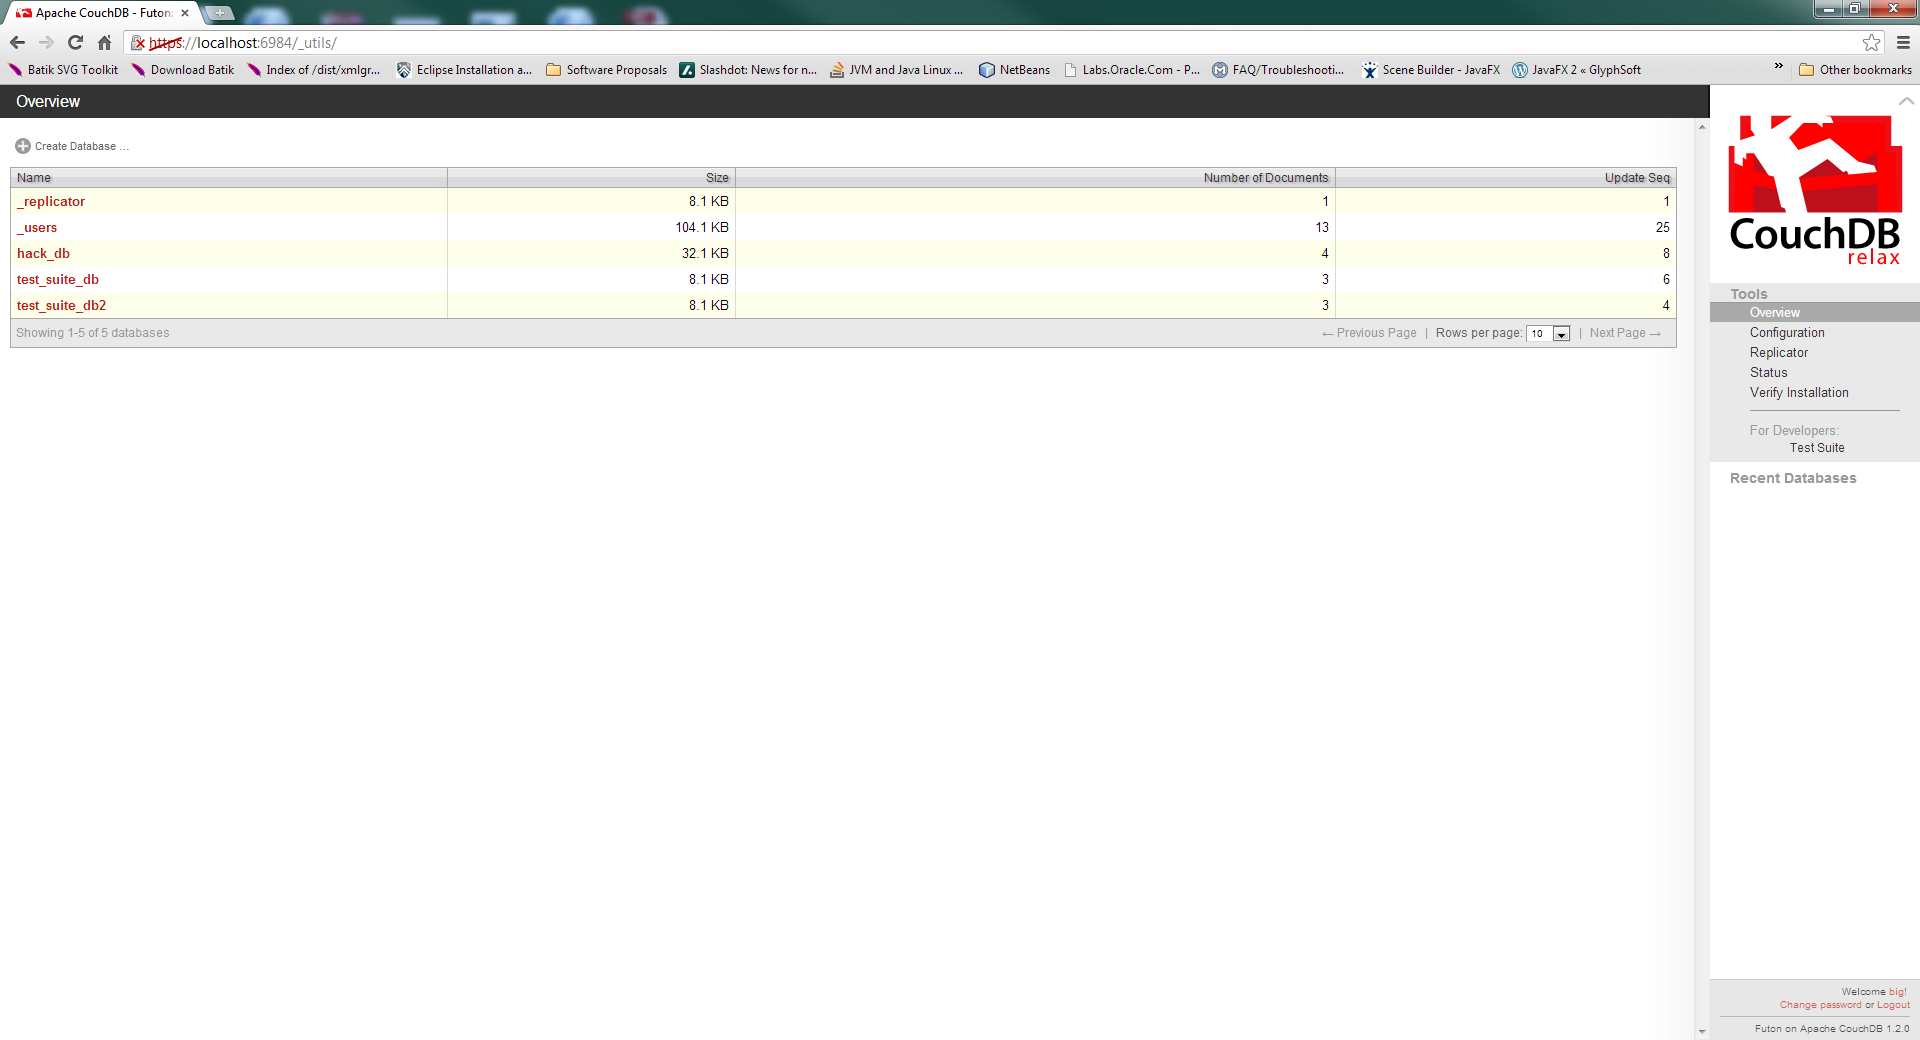 Apache CouchDB - Futon:
https://localhost:6984/_utils/
Batik SVG Toolkit Download Batik Index of /dist/xmlgr... Eclipse Installation a... Software Proposals Slashdot: News for n... JVM and Java Linux ... NetBeans Labs.Oracle.Com - P... FAQ/Troubleshooti... Scene Builder - JavaFX JavaFX 2 « GlyphSoft » Other bookmarks
Overview
Create Database ...
Name Size Number of Documents Update Seq
_replicator 8.1 KB 1 1
_users 104.1 KB 13 25
hack_db 32.1 KB 4 8
test_suite_db 8.1 KB 3 6
test_suite_db2 8.1 KB 3 4
Showing 1-5 of 5 databases ← Previous Page | Rows per page: 10 | Next Page →
CouchDB
relax
Tools
Overview
Configuration
Replicator
Status
Verify Installation
For Developers:
Test Suite
Recent Databases
Welcome big!
Change password or Logout
Futon on Apache CouchDB 1.2.0